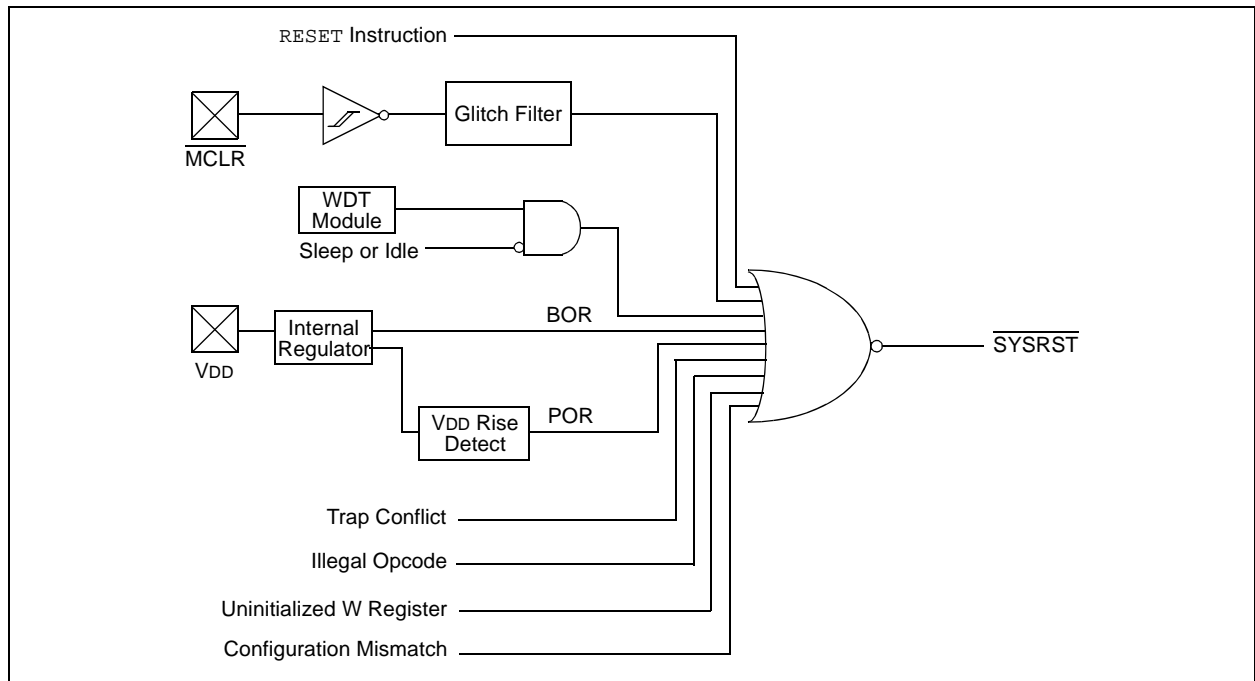 RESET Instruction
Glitch Filter
MCLR
WDT
Module
Sleep or Idle
BOR
Internal
Regulator
VDD
SYSRST
VDD Rise
Detect
POR
Trap Conflict
Illegal Opcode
Uninitialized W Register
Configuration Mismatch